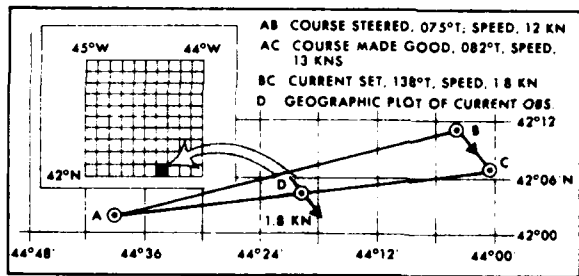 AB COURSE STEERED, 075°T; SPEED, 12 KN
AC COURSE MADE GOOD, 082°T, SPEED,
13 KNS
BC CURRENT SET, 138°T, SPEED 1 8 KN
D GEOGRAPHIC PLOT OF CURRENT OBS.
45°W 44°W
42°N
42°12
B
C
42°06
D
A
1.8 KN
42°00
44°48 44°36 44°24 44°12 44°00